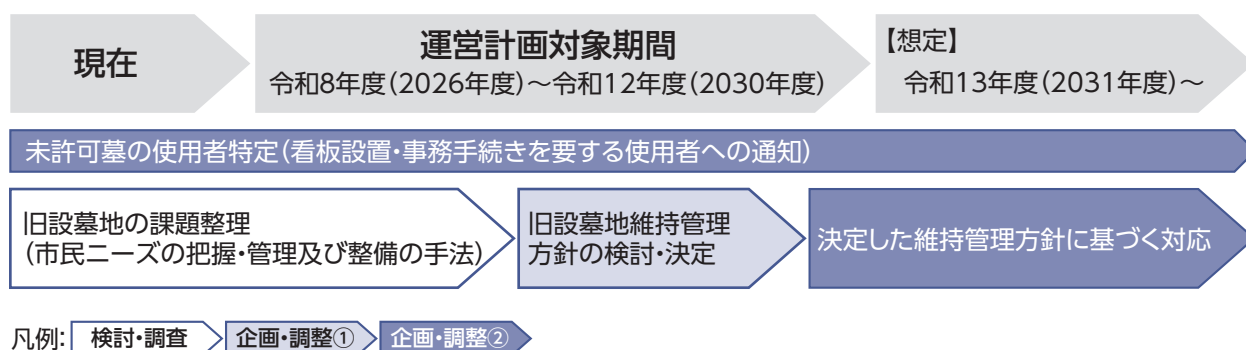 現在
運営計画対象期間
令和8年度(2026年度)～令和12年度(2030年度)
【想定】
令和13年度(2031年度)～
未許可墓の使用者特定(看板設置・事務手続きを要する使用者への通知)
旧設墓地の課題整理
(市民ニーズの把握・管理及び整備の手法)
旧設墓地維持管理
方針の検討・決定
決定した維持管理方針に基づく対応
凡例: 検討・調査 企画・調整① 企画・調整②